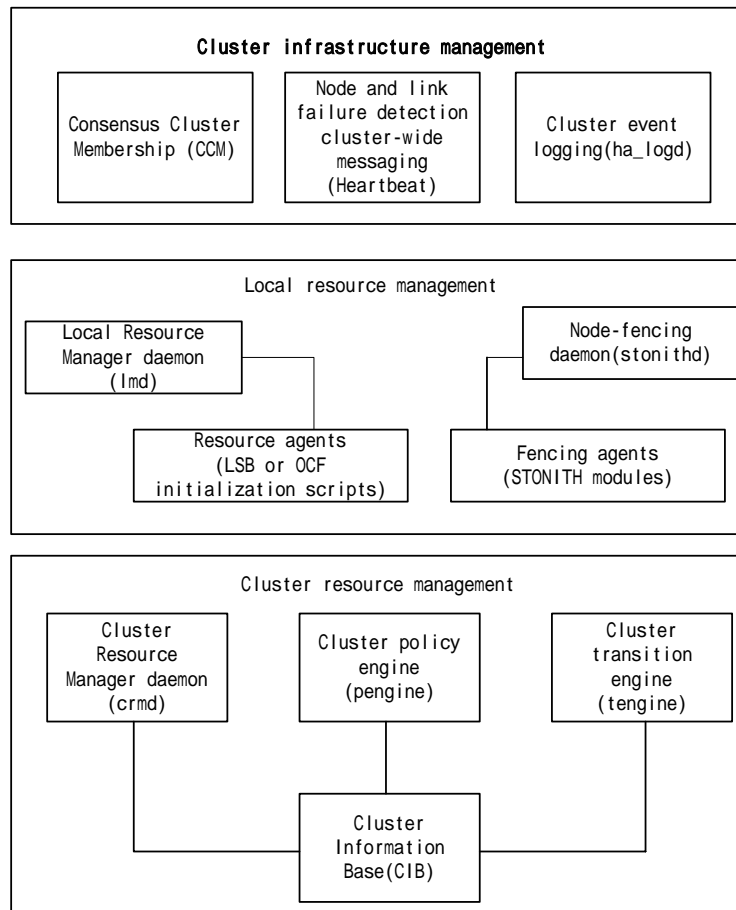 Cluster infrastructure management
Consensus Cluster
Membership (CCM)
Node and link
failure detection
cluster-wide
messaging
(Heartbeat)
Cluster event
logging(ha_logd)
Local resource management
Local Resource
Manager daemon
(lmd)
Node-fencing
daemon(stonithd)
Resource agents
(LSB or OCF
initialization scripts)
Fencing agents
(STONITH modules)
Cluster resource management
Cluster
Resource
Manager daemon
(crmd)
Cluster policy
engine
(pengine)
Cluster
transition
engine
(tengine)
Cluster
Information
Base(CIB)